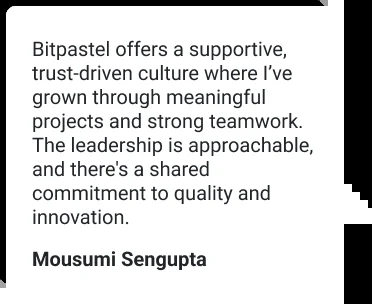 Bitpastel offers a supportive,
trust-driven culture where I’ve
grown through meaningful
projects and strong teamwork.
The leadership is approachable,
and there's a shared
commitment to quality and
innovation.
Mousumi Sengupta